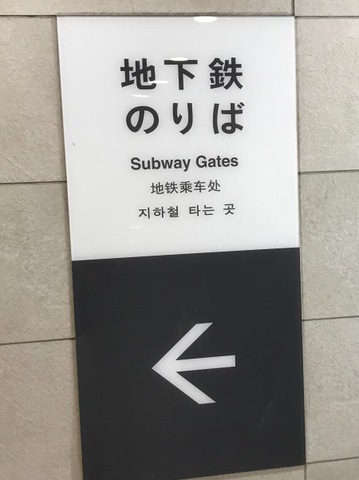 地下鉄
のりば
Subway Gates
地铁乘车处
지하철 타는 곳